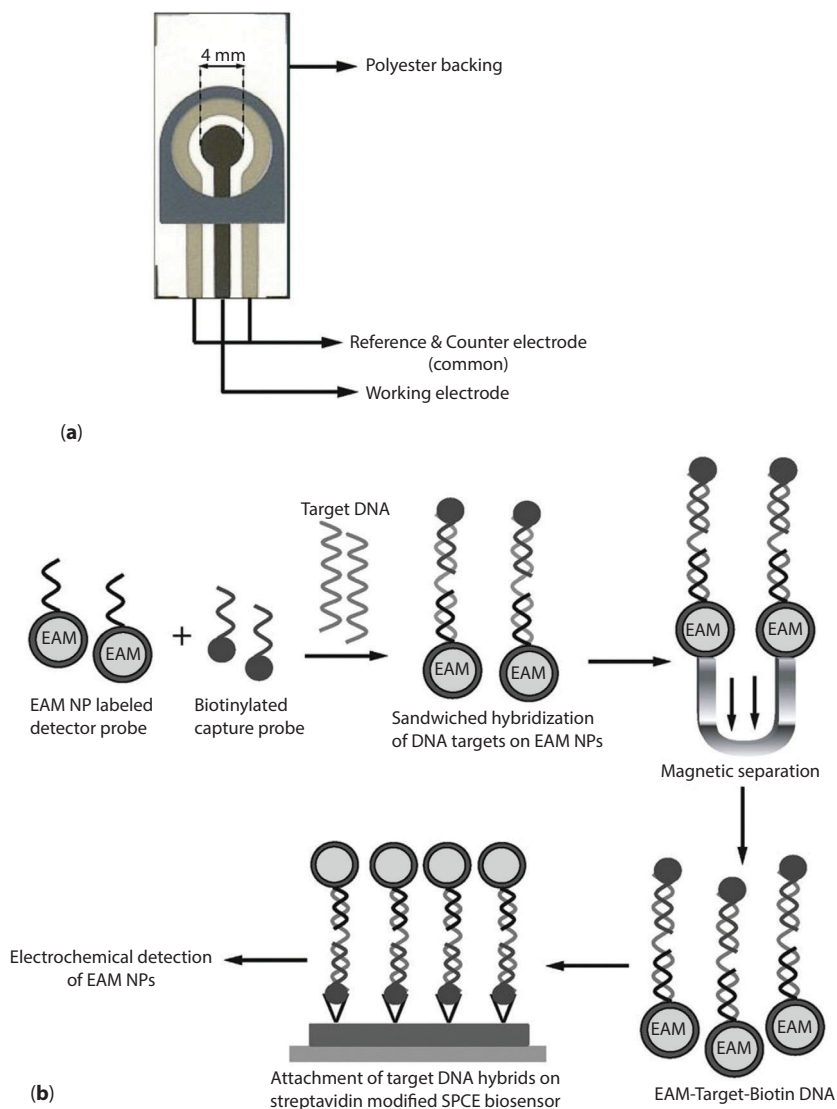 4 mm
Polyester backing
Reference & Counter electrode
(common)
Working electrode
(a)
Target DNA
EAM
EAM
EAM NP labeled
detector probe
+
Biotinylated
capture probe
EAM
EAM
Sandwiched hybridization
of DNA targets on EAM NPs
EAM
EAM
Magnetic separation
EAM
EAM
EAM
EAM-Target-Biotin DNA
Attachment of target DNA hybrids on
streptavidin modified SPCE biosensor
Electrochemical detection
of EAM NPs
(b)